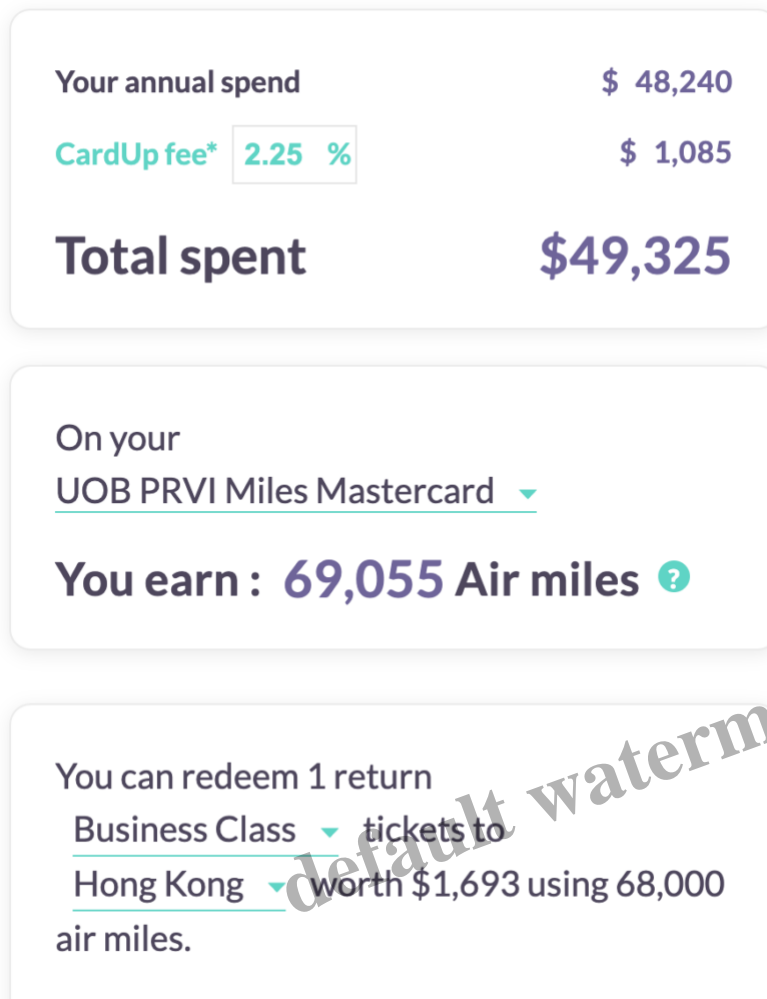 Your annual spend $ 48,240
CardUp fee* 2.25 % $ 1,085
Total spent $49,325
On your
UOB PRVI Miles Mastercard
You earn : 69,055 Air miles ?
You can redeem 1 return
Business Class tickets to
Hong Kong worth $1,693 using 68,000
air miles.
default waterm